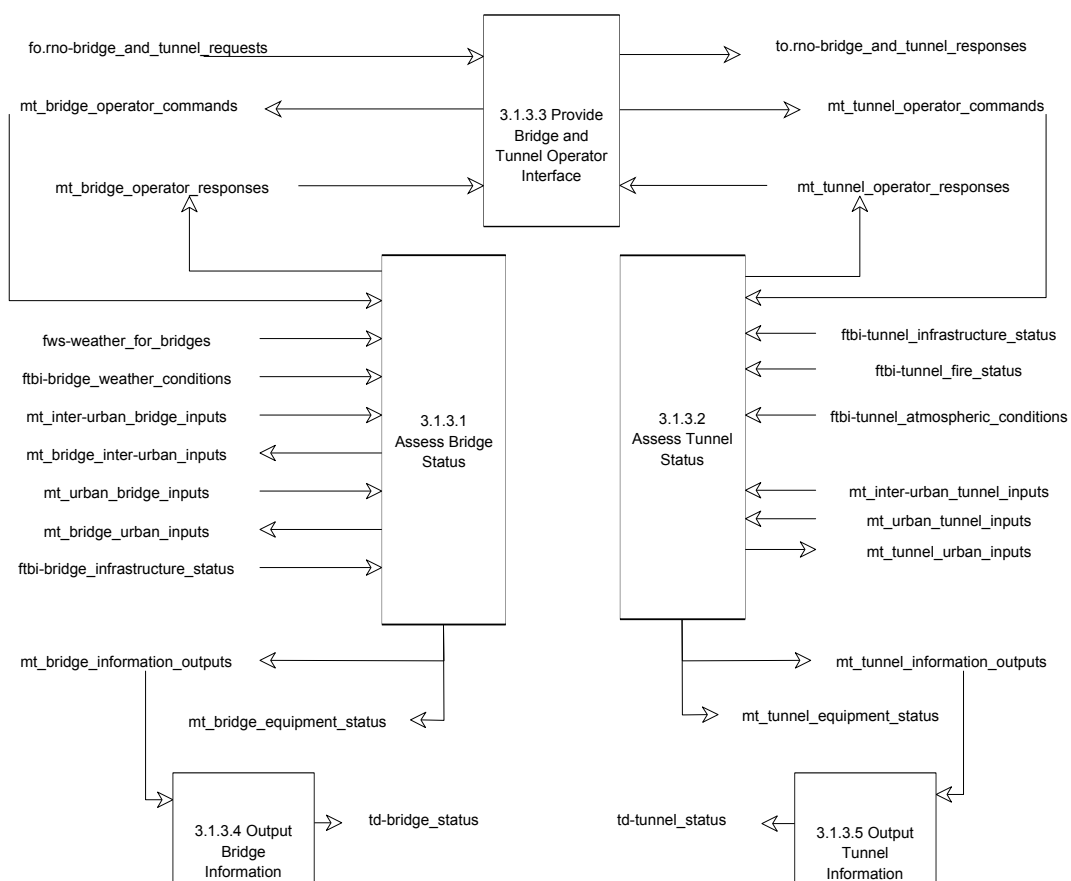 fo.rno-bridge_and_tunnel_requests
to.rno-bridge_and_tunnel_responses
mt_bridge_operator_commands
mt_tunnel_operator_commands
3.1.3.3 Provide
Bridge and
Tunnel Operator
Interface
mt_bridge_operator_responses
mt_tunnel_operator_responses
fws-weather_for_bridges
ftbi-bridge_weather_conditions
mt_inter-urban_bridge_inputs
mt_bridge_inter-urban_inputs
mt_urban_bridge_inputs
mt_bridge_urban_inputs
ftbi-bridge_infrastructure_status
3.1.3.1
Assess Bridge
Status
3.1.3.2
Assess Tunnel
Status
ftbi-tunnel_infrastructure_status
ftbi-tunnel_fire_status
ftbi-tunnel_atmospheric_conditions
mt_inter-urban_tunnel_inputs
mt_urban_tunnel_inputs
mt_tunnel_urban_inputs
mt_bridge_information_outputs
mt_tunnel_information_outputs
mt_bridge_equipment_status
mt_tunnel_equipment_status
3.1.3.4 Output
Bridge
Information
td-bridge_status
td-tunnel_status
3.1.3.5 Output
Tunnel
Information